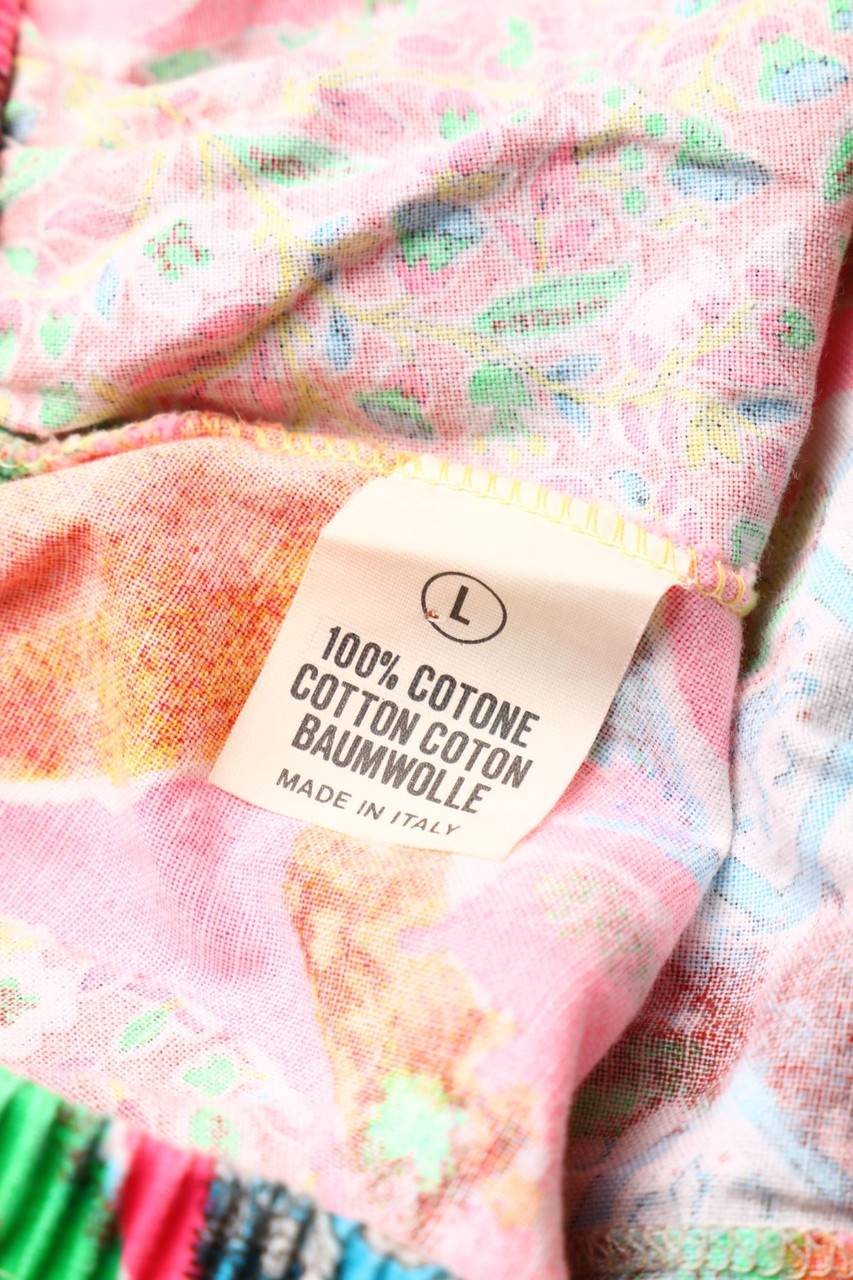 L
100% COTONE
COTTON COTON
BAUMWOLLE
MADE IN ITALY